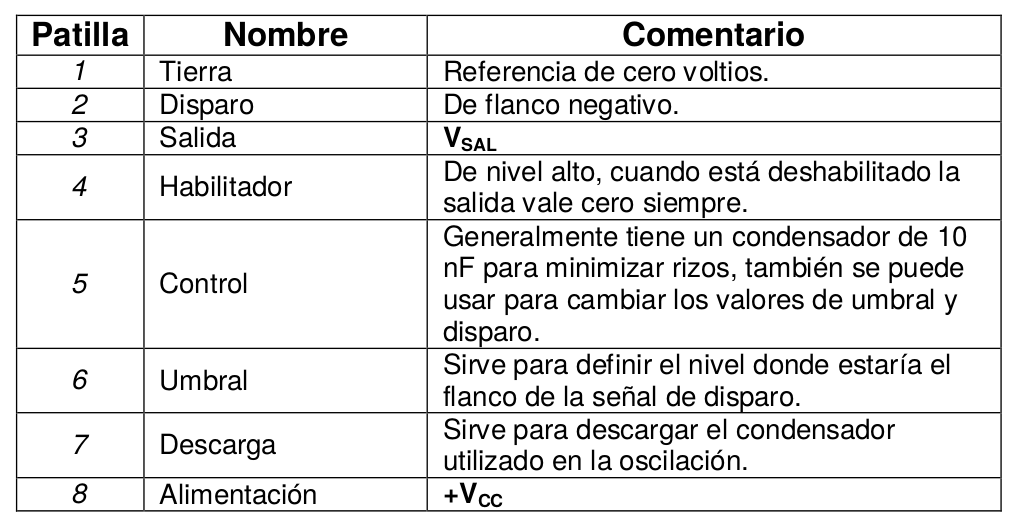 Patilla Nombre Comentario
1 Tierra Referencia de cero voltios.
2 Disparo De flanco negativo.
3 Salida VSAL
4 Habilitador De nivel alto, cuando está deshabilitado la
salida vale cero siempre.
5 Control Generalmente tiene un condensador de 10
nF para minimizar rizos, también se puede
usar para cambiar los valores de umbral y
disparo.
6 Umbral Sirve para definir el nivel donde estaría el
flanco de la señal de disparo.
7 Descarga Sirve para descargar el condensador
utilizado en la oscilación.
8 Alimentación +VCC